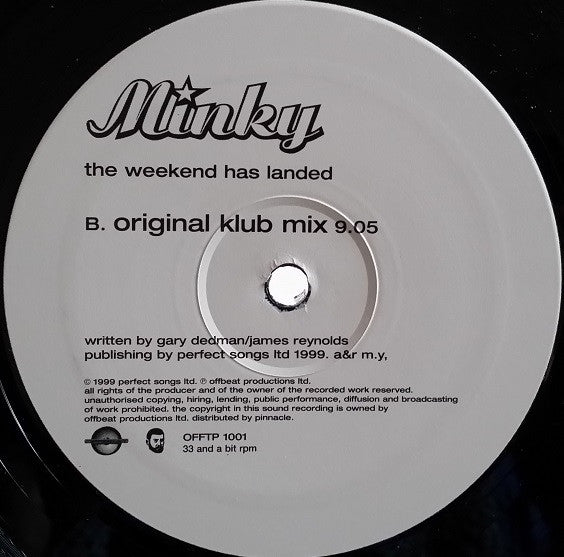 Minky
the weekend has landed
B. original klub mix 9.05
written by gary dedman/james reynolds
publishing by perfect songs ltd 1999. a&r m.y,
© 1999 perfect songs ltd. ℗ offbeat productions ltd.
all rights of the producer and of the owner of the recorded work reserved.
unauthorised copying, hiring, lending, public performance, diffusion and broadcasting
of work prohibited. the copyright in this sound recording is owned by
offbeat productions ltd. distributed by pinnacle.
OFFTP 1001
33 and a bit rpm